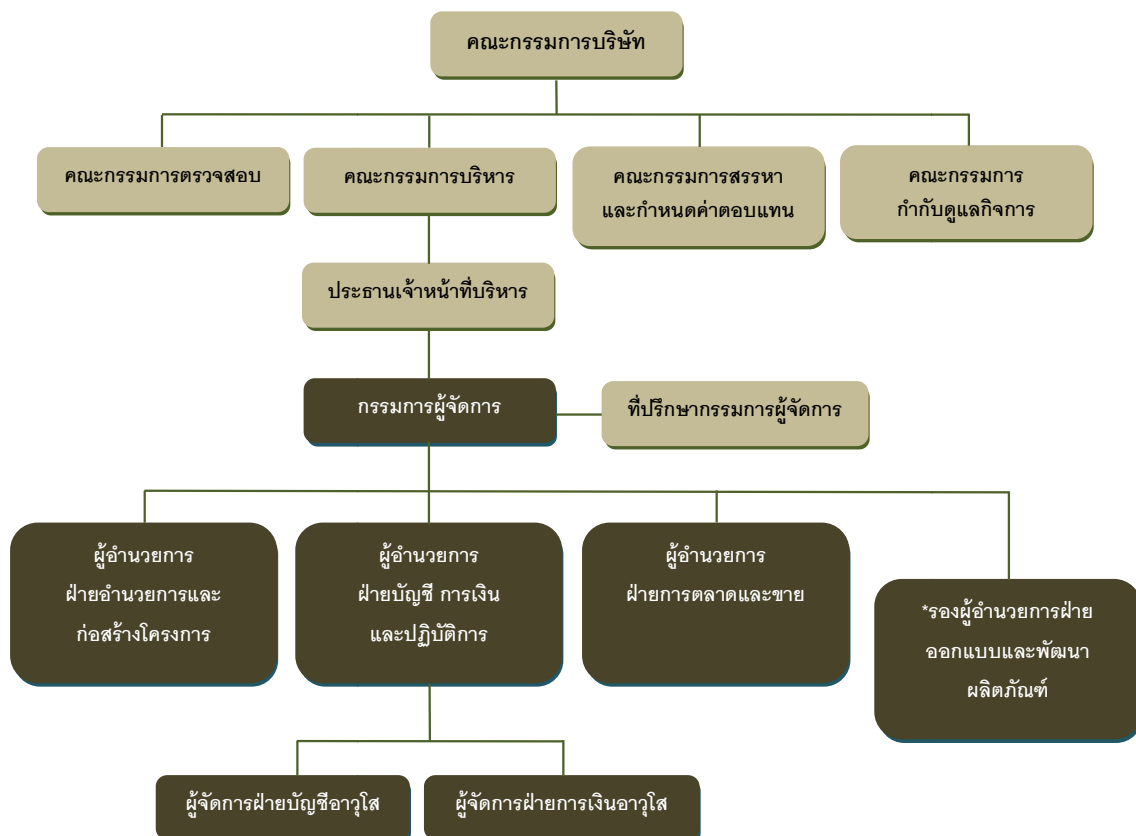 คณะกรรมการบริษัท
คณะกรรมการตรวจสอบ
คณะกรรมการบริหาร
คณะกรรมการสรรหา
และกำหนดค่าตอบแทน
คณะกรรมการ
กำกับดูแลกิจการ
ประธานเจ้าหน้าที่บริหาร
กรรมการผู้จัดการ
ที่ปรึกษากรรมการผู้จัดการ
ผู้อำนวยการ
ฝ่ายอำนวยการและ
ก่อสร้างโครงการ
ผู้อำนวยการ
ฝ่ายบัญชี การเงิน
และปฏิบัติการ
ผู้อำนวยการ
ฝ่ายการตลาดและขาย
*รองผู้อำนวยการฝ่าย
ออกแบบและพัฒนา
ผลิตภัณฑ์
ผู้จัดการฝ่ายบัญชีอาวุโส
ผู้จัดการฝ่ายการเงินอาวุโส